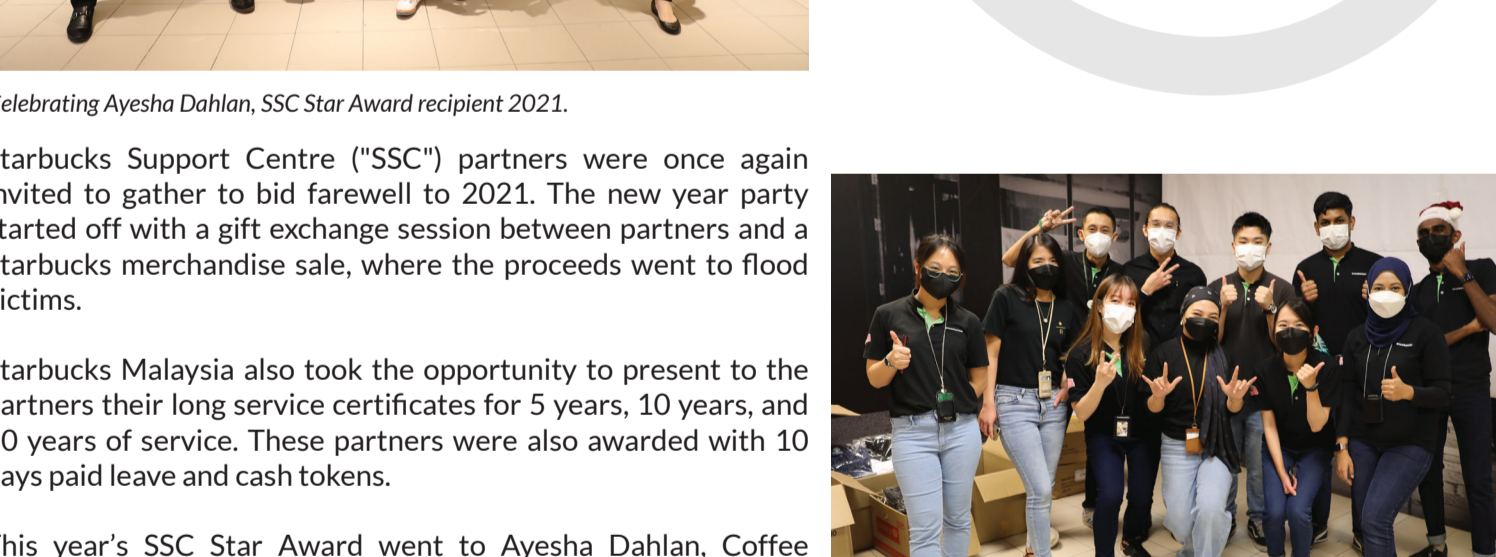 elebrating Ayesha Dahlan, SSC Star Award recipient 2021.
tarbucks Support Centre ("SSC") partners were once again
nvited to gather to bid farewell to 2021. The new year party
tarted off with a gift exchange session between partners and a
tarbucks merchandise sale, where the proceeds went to flood
ictims.
tarbucks Malaysia also took the opportunity to present to the
artners their long service certificates for 5 years, 10 years, and
0 years of service. These partners were also awarded with 10
ays paid leave and cash tokens.
his year’s SSC Star Award went to Ayesha Dahlan, Coffee